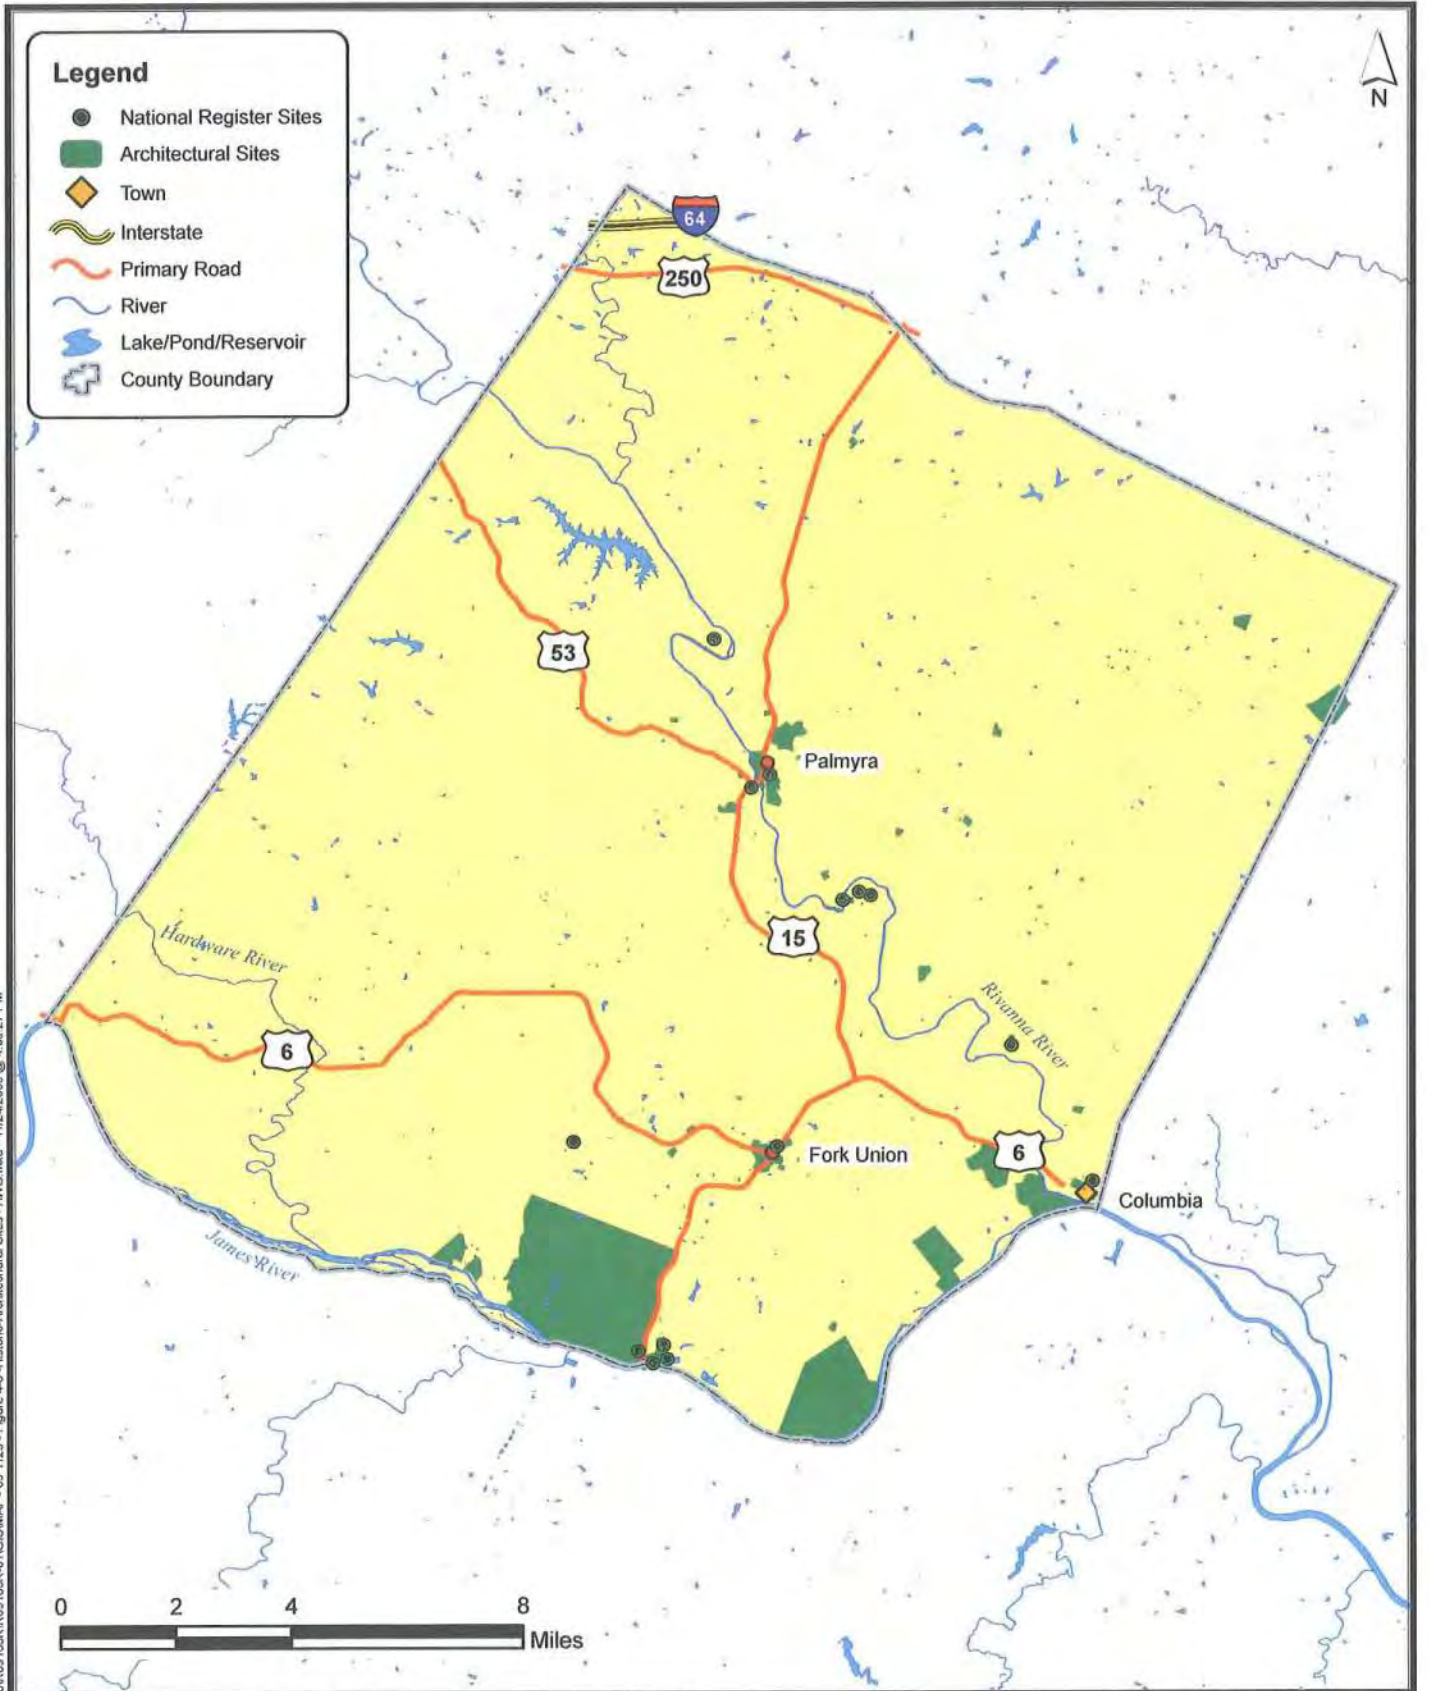 Legend
National Register Sites
Architectural Sites
Town
Interstate
Primary Road
River
Lake/Pond/Reservoir
County Boundary
N
64
250
53
Palmyra
15
Hardware River
Rivanna River
6
6
Fork Union
Columbia
James River
0 2 4 8
Miles